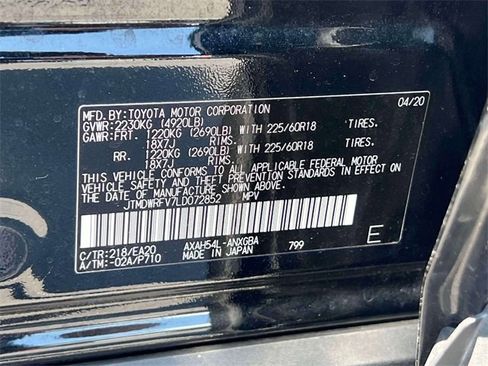 MFD.BY:TOYOTA MOTOR CORPORATION 04/20
GVWR:2230KG (4920LB)
GAWR:FRT. 1220KG (2690LB) WITH 225/60R18 TIRES.
18X7J RIMS.
RR. 1220KG (2690LB) WITH 225/60R18 TIRES.
18X7J RIMS.
THIS VEHICLE CONFORMS TO ALL APPLICABLE FEDERAL MOTOR
VEHICLE SAFETY, BUMPER, AND THEFT PREVENTION STANDARDS
IN EFFECT ON THE DATE OF MANUFACTURE SHOWN ABOVE.
JTMDWRFV7LD072852 MPV
C/TR:218/EA20 AXAH54L-ANXGBA 799 E
A/TM:-02A/P710 MADE IN JAPAN